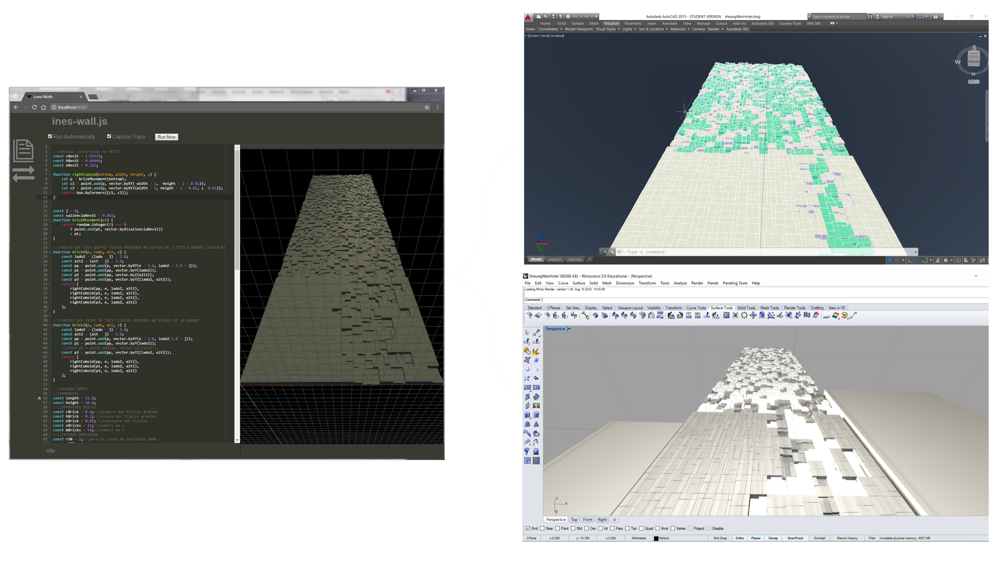 Luna Moth
localhost:8080
ines-wall.js
Run Automatically
Capture Trace
Run Now
1
2 //;Medidas convertidas no REVIT
3 const cRevit = 1.93333;
4 const hRevit = 0.64444;
5 const eRevit = 0.322;
6
7 function rightCuboid(bottom, width, height, z) {
8 let p = brickMovement(bottom);
9 let c1 = point.add(p, vector.byXY(-width / 2, -height / 2 + 0.01));
10 let c2 = point.add(p, vector.byXYZ(width / 2, height / 2 - 0.01, z -0.01));
11 return box.byCorners([c1, c2]);
12 }
13
14
15 const j = 0;
16 const salienciaRevit = 0.062;
17 function brickMovement(pt) {
18 return random.integer(4) === 0
19 ? point.add(pt, vector.byX(salienciaRevit))
20 : pt;
21 }
22
23 //;FUNCAO QUE CRIA QUATRO TIJOLO PEQUENOS NO ESPAÇO DE 1 TIJOLO GRANDE (30x10cm)
24 function brick4(p, lado, alt, e) {
25 const lado2 = (lado - j) / 2.0;
26 const alt2 = (alt - j) / 2.0;
27 const pp = point.add(p, vector.byXY(e / 2.0, lado2 / 2.0 + j));
28 const p1 = point.add(pp, vector.byY(lado2));
29 const p2 = point.add(pp, vector.byZ(alt2));
30 const p3 = point.add(pp, vector.byYZ(lado2, alt2));
31 return [
32 rightCuboid(pp, e, lado2, alt2),
33 rightCuboid(p1, e, lado2, alt2),
34 rightCuboid(p2, e, lado2, alt2),
35 rightCuboid(p3, e, lado2, alt2)
36 ];
37 }
38
39 //;FUNCOES QUE CRIAM SO TRES TIJOLOS PEQUENOS NO ESPAÇO DE UM GRANDE
40 function brick3(p, lado, alt, e) {
41 const lado2 = (lado - j) / 2.0;
42 const alt2 = (alt - j) / 2.0;
43 const pp = point.add(p, vector.byXY(e / 2.0, lado2/2.0 + j));
44 const p1 = point.add(pp, vector.byY(lado2));
45 //const p2 = point.add(pp, vector.byZ(alt2));
46 const p3 = point.add(pp, vector.byYZ(lado2, alt2));
47 return [
48 rightCuboid(pp, e, lado2, alt2),
49 rightCuboid(p1, e, lado2, alt2),
50 rightCuboid(p3, e, lado2, alt2)
51 ];
52 }
53
54 //;FACHADA NORTE
55 //;DIMENSOES
56 const length = 12.8;
57 const height = 10.8;
58 //;;DIMENSOES BRICKS
59 const cBrick = 0.6;//;largura dos tijolos grandes
60 const hBrick = 0.2;//;altura dos tijolos grandes
61 const eBrick = 0.03;//;espessura dos tijolos
62 const nBricks = 21;//;numero em x
63 const mBricks = 54;//;numero em z
64 //;;FATORES DENSIDADE
65 const r50 = 2;//;para as zonas de opacidade 100%
idle
Autodesk AutoCAD 2015 - STUDENT VERSION sheungWanHotel.dwg
Type a keyword or phrase
Sign In
Home Solid Surface Mesh Visualize Parametric Insert Annotate View Manage Output Add-ins Autodesk 360 Express Tools BIM 360
Views Coordinates Model Viewports Visual Styles Lights Sun & Location Materials Camera Render Autodesk 360
[−][Custom View][Conceptual]
S
FRONT
W
BOTTOM
N
WCS
Z
X
Type a command
Model Layout1 Layout2
SheungWanHotel (60266 KB) - Rhinoceros 5.0 Educational - [Perspective]
File Edit View Curve Surface Solid Mesh Dimension Transform Tools Analyze Render Panels Paneling Tools Help
Loading Rhino Render, version 1.50, Aug 10 2015, 14:03:46
Command:
Standard CPlanes Set View Display Select Viewport Layout Visibility Transform Curve Tools Surface Tools Solid Tools Mesh Tools Render Tools Drafting New in V5
FIT DEG
Perspective
z
x
y
Perspective Top Front Right
End Near Point Mid Cen Int Perp Tan Quad Knot Vertex Project Disable
CPlane x 8.299 y -10.789 z 0.000 Millimeters Default Grid Snap Ortho Planar Osnap SmartTrack Gumball Record History Filter Available physical memory: 9037 MB